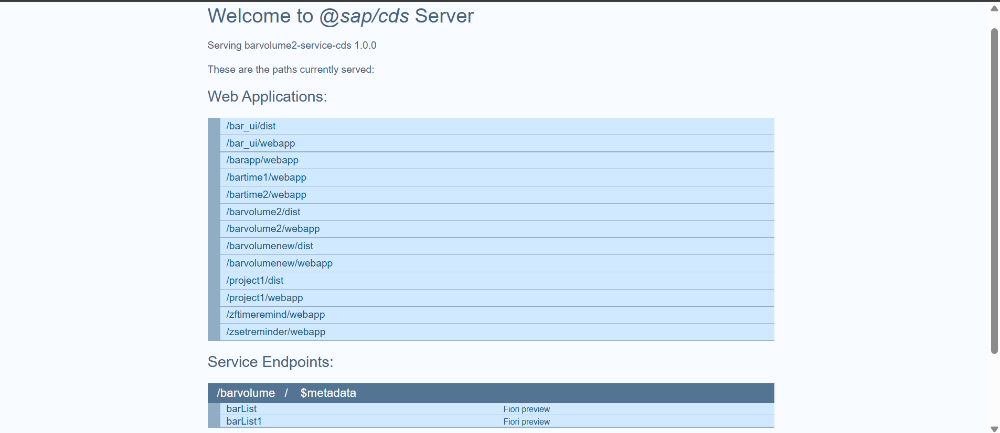 Welcome to @sap/cds Server
Serving barvolume2-service-cds 1.0.0
These are the paths currently served:
Web Applications:
/bar_ui/dist
/bar_ui/webapp
/barapp/webapp
/bartime1/webapp
/bartime2/webapp
/barvolume2/dist
/barvolume2/webapp
/barvolumenew/dist
/barvolumenew/webapp
/project1/dist
/project1/webapp
/zftimeremind/webapp
/zsetreminder/webapp
Service Endpoints:
/barvolume / $metadata
barList Fiori preview
barList1 Fiori preview